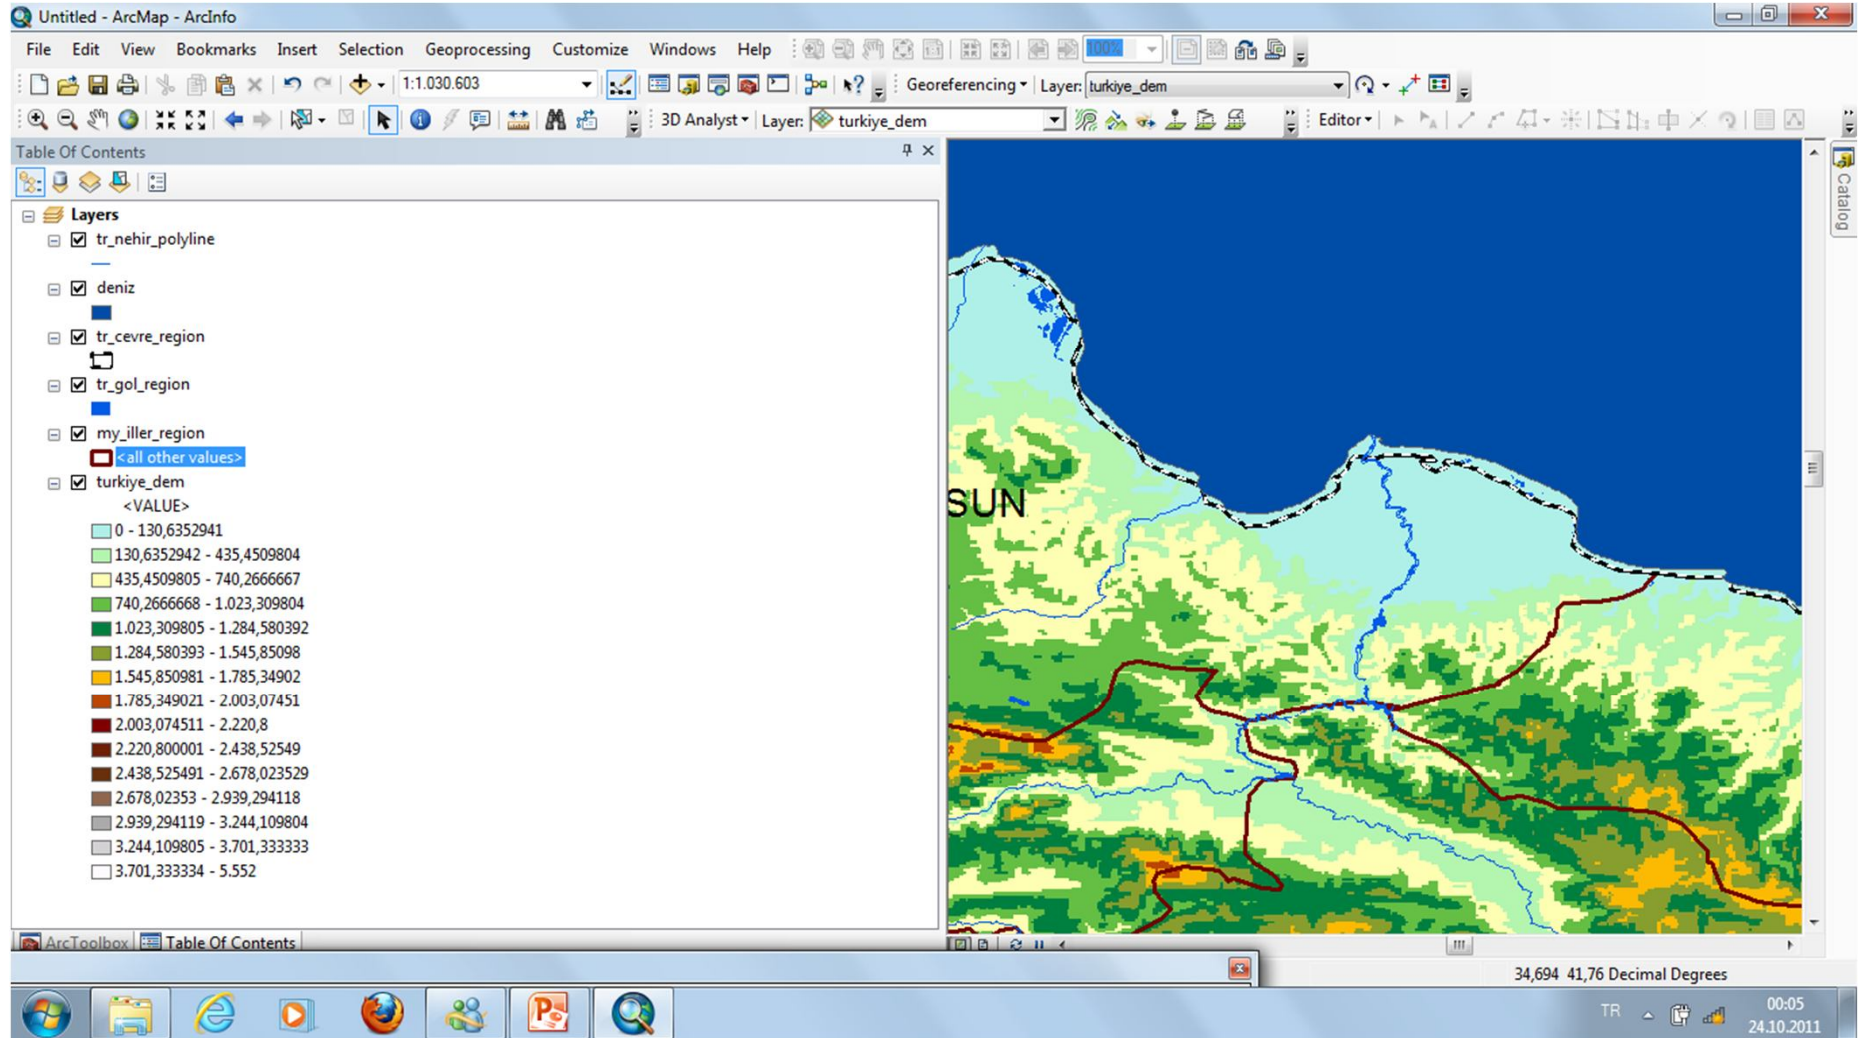 Untitled - ArcMap - ArcInfo
File Edit View Bookmarks Insert Selection Geoprocessing Customize Windows Help 100%
1:1.030.603 Georeferencing Layer: turkiye_dem
3D Analyst Layer: turkiye_dem Editor
Table Of Contents
Catalog
Layers
tr_nehir_polyline
deniz
tr_cevre_region
tr_gol_region
my_iller_region
<all other values>
turkiye_dem
<VALUE>
0 - 130,6352941
130,6352942 - 435,4509804
435,4509805 - 740,2666667
740,2666668 - 1.023,309804
1.023,309805 - 1.284,580392
1.284,580393 - 1.545,85098
1.545,850981 - 1.785,34902
1.785,349021 - 2.003,07451
2.003,074511 - 2.220,8
2.220,800001 - 2.438,52549
2.438,525491 - 2.678,023529
2.678,02353 - 2.939,294118
2.939,294119 - 3.244,109804
3.244,109805 - 3.701,333333
3.701,333334 - 5.552
SUN
ArcToolbox Table Of Contents
34,694 41,76 Decimal Degrees
TR 00:05
24.10.2011